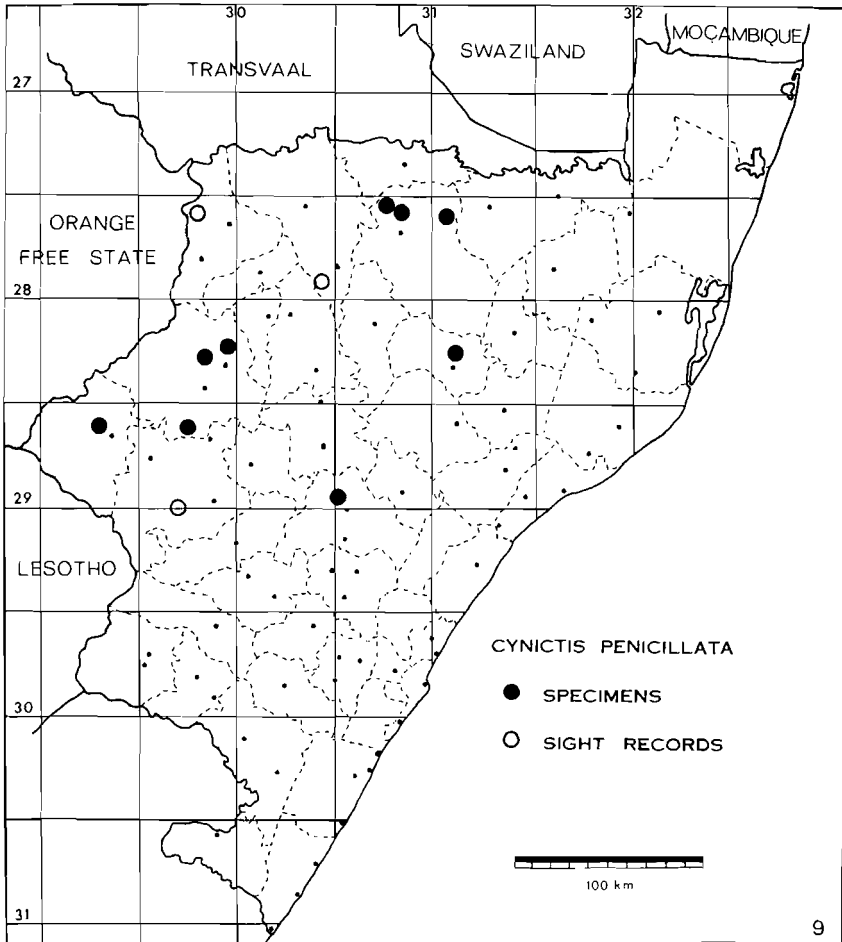 30 31 32
MOÇAMBIQUE
SWAZILAND
TRANSVAAL
27
ORANGE
FREE STATE
28
29
LESOTHO
CYNICTIS PENICILLATA
SPECIMENS
30
SIGHT RECORDS
100 km
31
9